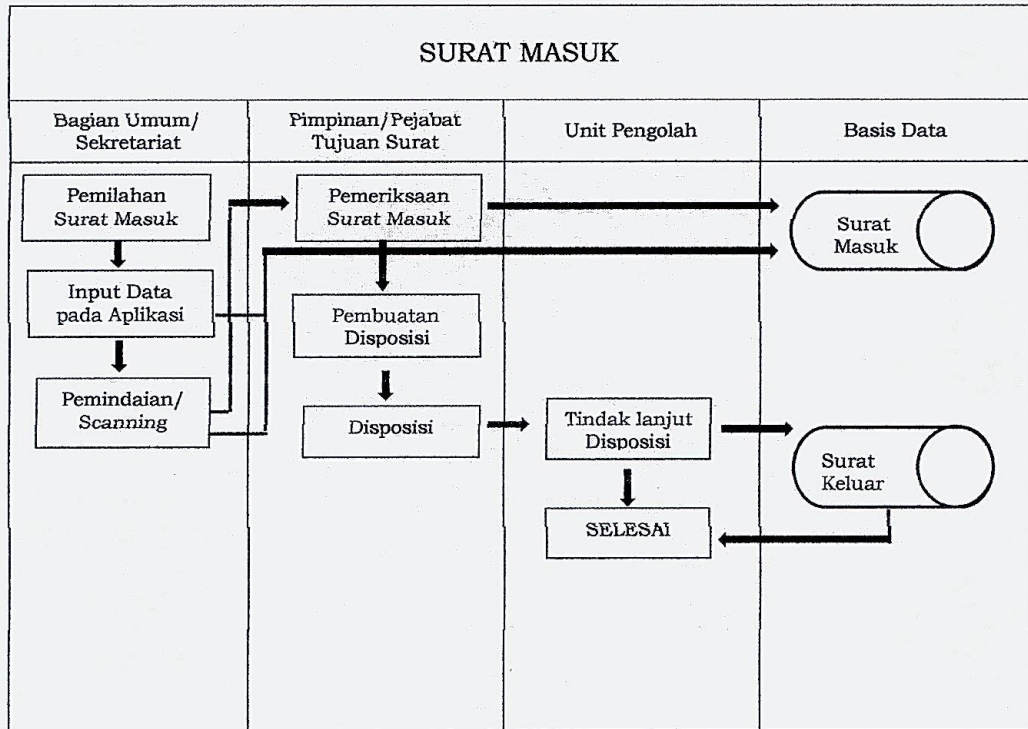 SURAT MASUK
Bagian Umum/
Sekretariat
Pimpinan/Pejabat
Tujuan Surat
Unit Pengolah
Basis Data
Pemilahan
Surat Masuk
Pemeriksaan
Surat Masuk
Surat
Masuk
Input Data
pada Aplikasi
Pembuatan
Disposisi
Pemindaian/
Scanning
Disposisi
Tindak lanjut
Disposisi
Surat
Keluar
SELESAI